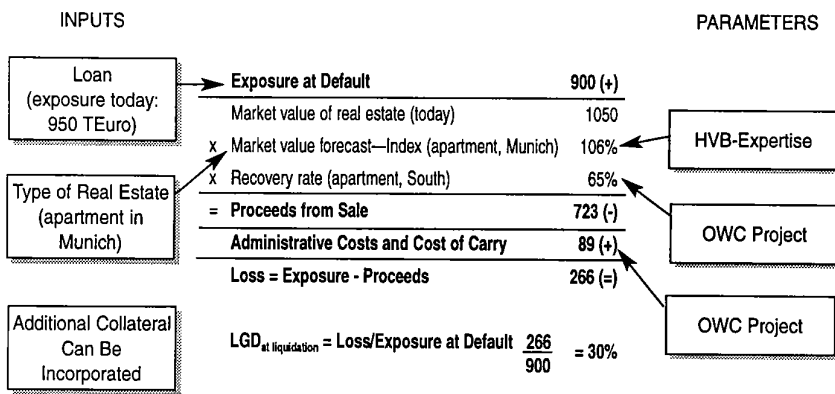 INPUTS
PARAMETERS
Loan
(exposure today:
950 TEuro)
Exposure at Default 900 (+)
Market value of real estate (today) 1050
x Market value forecast—Index (apartment, Munich) 106%
HVB-Expertise
x Recovery rate (apartment, South) 65%
Type of Real Estate
(apartment in
Munich)
= Proceeds from Sale 723 (-)
OWC Project
Administrative Costs and Cost of Carry 89 (+)
Loss = Exposure - Proceeds 266 (=)
OWC Project
Additional Collateral
Can Be
Incorporated
LGD at liquidation = Loss/Exposure at Default 266/900 = 30%